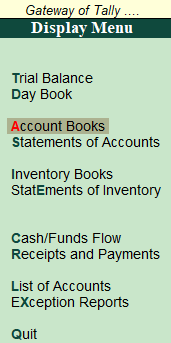 Gateway of Tally ....
Display Menu
Trial Balance
Day Book
Account Books
Statements of Accounts
Inventory Books
StatEments of Inventory
Cash/Funds Flow
Receipts and Payments
List of Accounts
EXception Reports
Quit